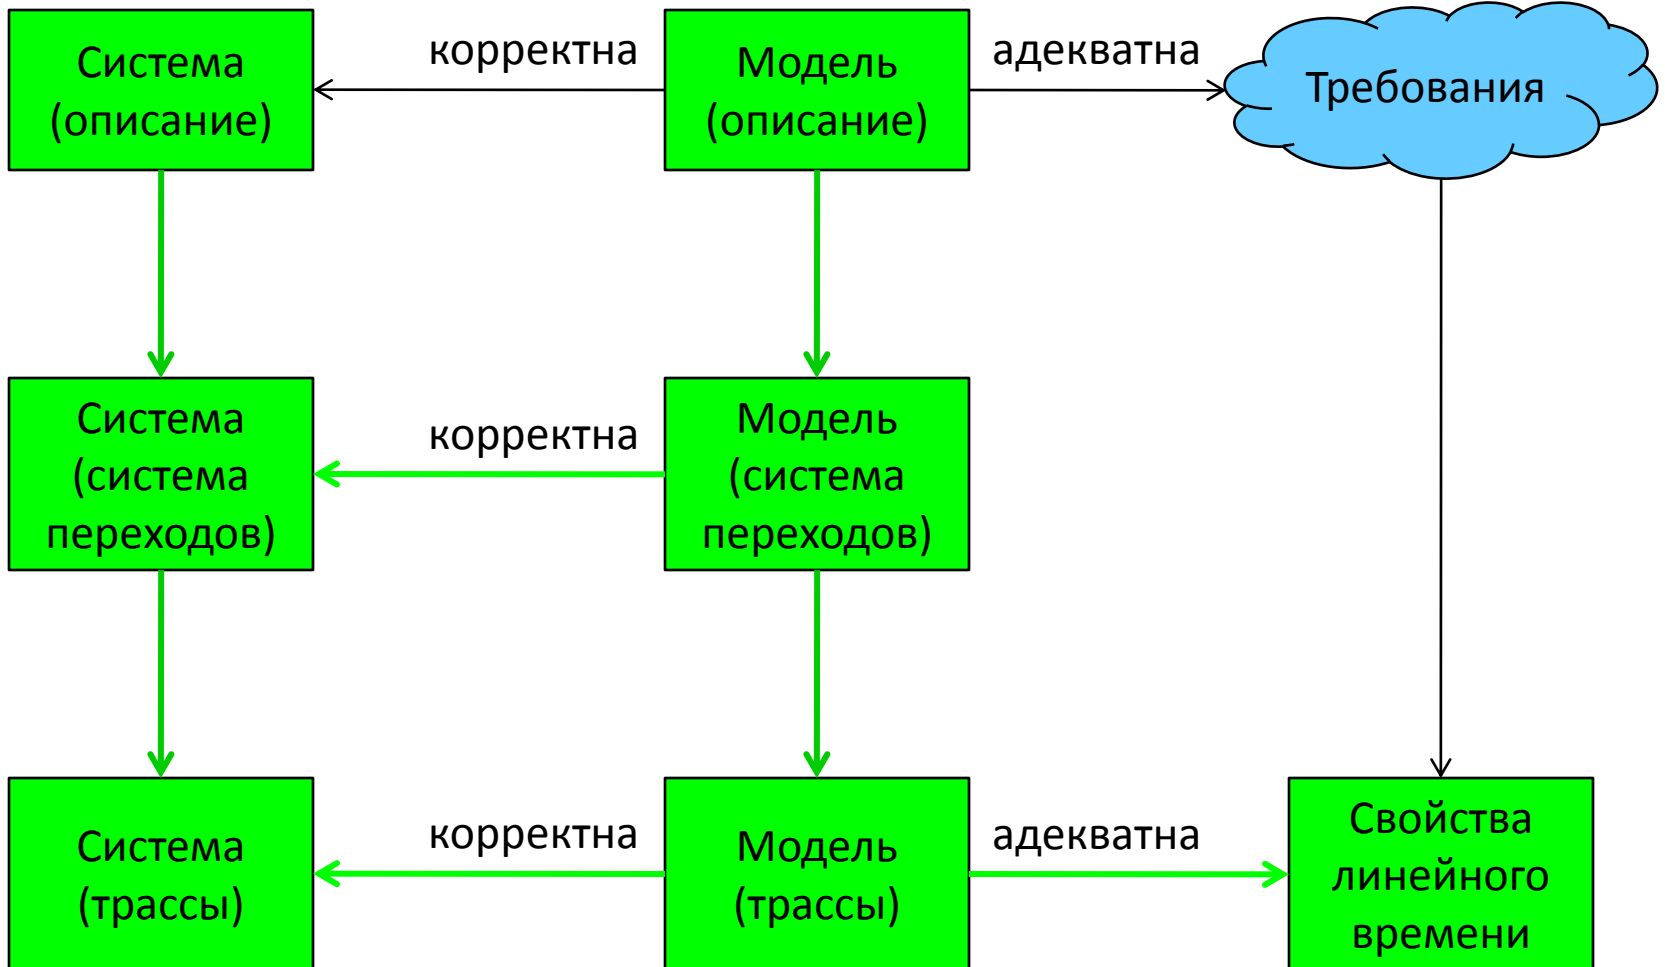 Система
(описание)
корректна
Модель
(описание)
адекватна
Требования
Система
(система
переходов)
корректна
Модель
(система
переходов)
Система
(трассы)
корректна
Модель
(трассы)
адекватна
Свойства
линейного
времени